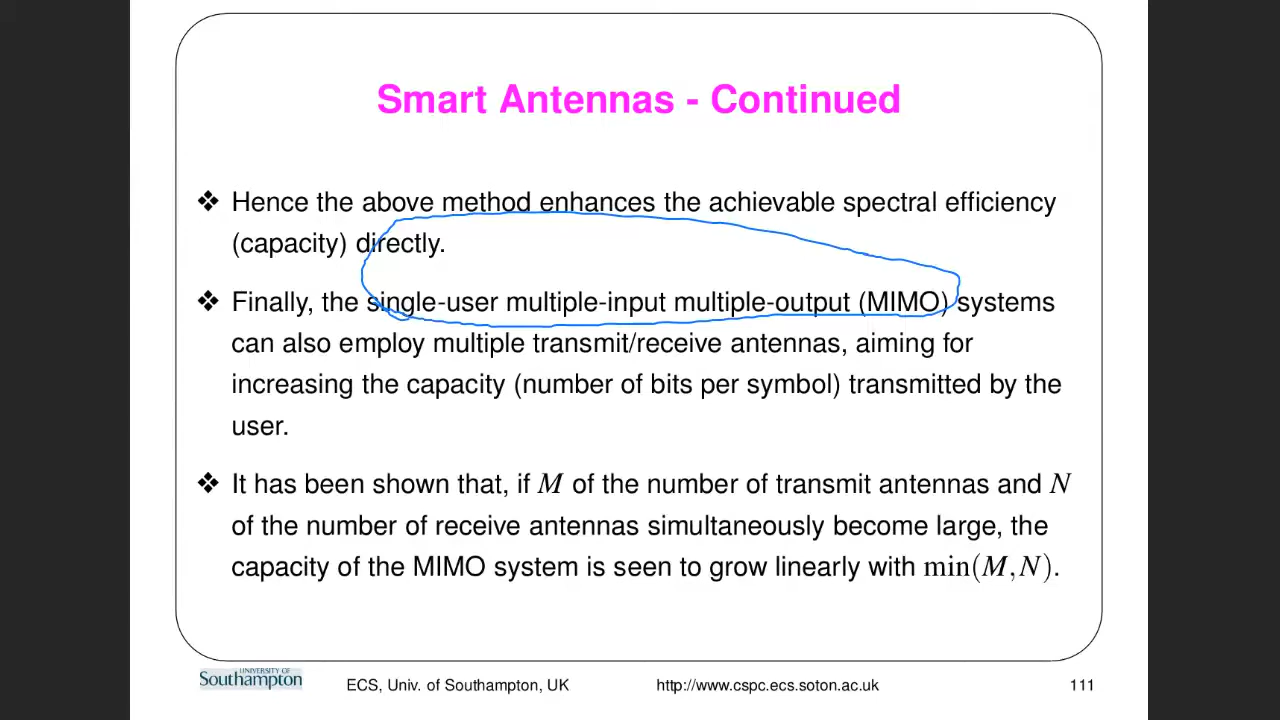 Smart Antennas - Continued
❖ Hence the above method enhances the achievable spectral efficiency
(capacity) directly.
❖ Finally, the single-user multiple-input multiple-output (MIMO) systems
can also employ multiple transmit/receive antennas, aiming for
increasing the capacity (number of bits per symbol) transmitted by the
user.
❖ It has been shown that, if M of the number of transmit antennas and N
of the number of receive antennas simultaneously become large, the
capacity of the MIMO system is seen to grow linearly with min(M,N).
UNIVERSITY OF
Southampton
ECS, Univ. of Southampton, UK http://www.cspc.ecs.soton.ac.uk 111